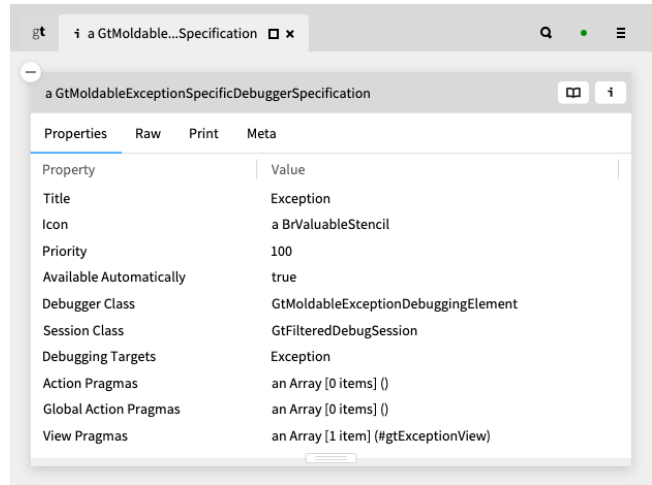 gt i a GtMoldable...Specification
a GtMoldableExceptionSpecificDebuggerSpecification i
Properties Raw Print Meta
Property Value
Title Exception
Icon a BrValuableStencil
Priority 100
Available Automatically true
Debugger Class GtMoldableExceptionDebuggingElement
Session Class GtFilteredDebugSession
Debugging Targets Exception
Action Pragmas an Array [0 items] ()
Global Action Pragmas an Array [0 items] ()
View Pragmas an Array [1 item] (#gtExceptionView)